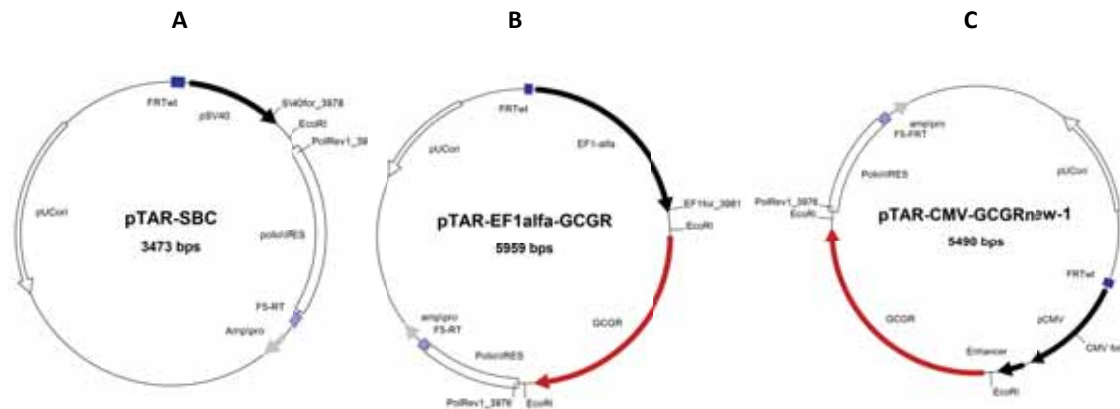 A
B
C
FRTwt
pSV40
SV40for_3978
EcoRI
PolRev1_39
polioIRES
F5-RT
Amp\pro
pUCori
pTAR-SBC
3473 bps
FRTwt
EF1-alfa
EF1for_3981
EcoRI
GCGR
EcoRI
PolRev1_3976
PolioIRES
F5-RT
amp\pro
pUCori
pTAR-EF1alfa-GCGR
5959 bps
amp\pro
F5-FRT
PolioIRES
PolRev1_3976
EcoRI
pUCori
pTAR-CMV-GCGRnew-1
5490 bps
FRTwt
pCMV
CMV for
Enhancer
EcoRI
GCGR